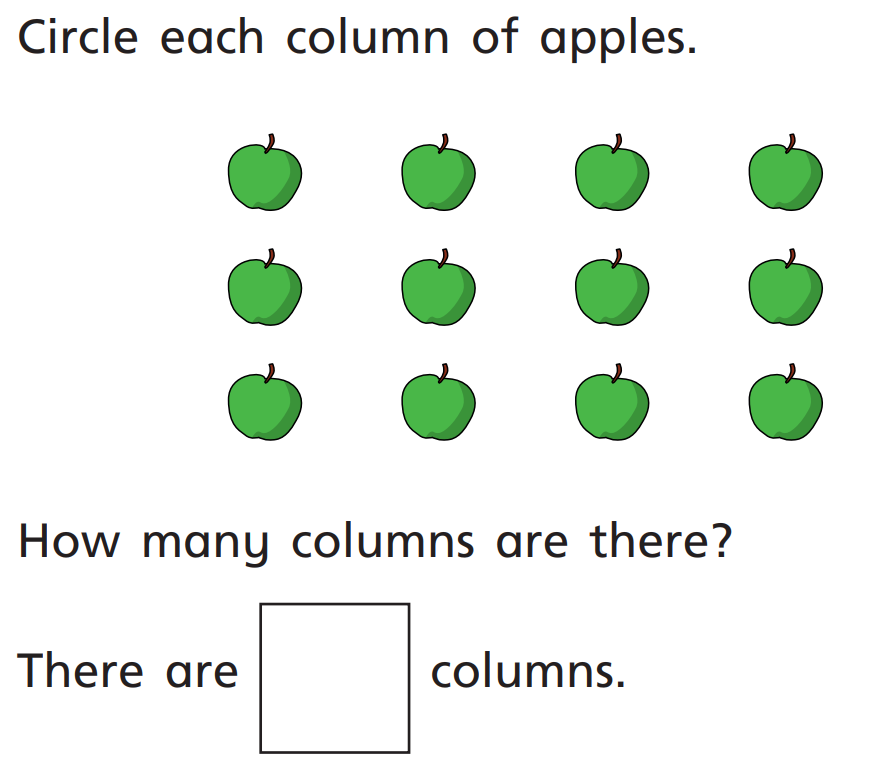 Circle each column of apples.
How many columns are there?
There are columns.